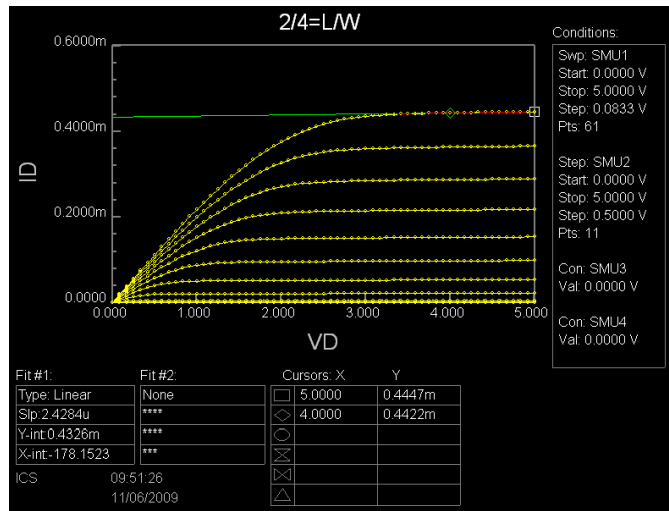 2/4=L/W
0.6000m
0.4000m
0.2000m
0.0000
ID
0.000 1.000 2.000 3.000 4.000 5.000
VD
Conditions:
Swp: SMU1
Start: 0.0000 V
Stop: 5.0000 V
Step: 0.0833 V
Pts: 61
Step: SMU2
Start: 0.0000 V
Stop: 5.0000 V
Step: 0.5000 V
Pts: 11
Con: SMU3
Val: 0.0000 V
Con: SMU4
Val: 0.0000 V
Fit #1: Fit #2:
Type: Linear None
Slp:2.4284u ****
Y-int:0.4326m ****
X-int:-178.1523 ***
Cursors: X Y
5.0000 0.4447m
4.0000 0.4422m
ICS 09:51:26
11/06/2009